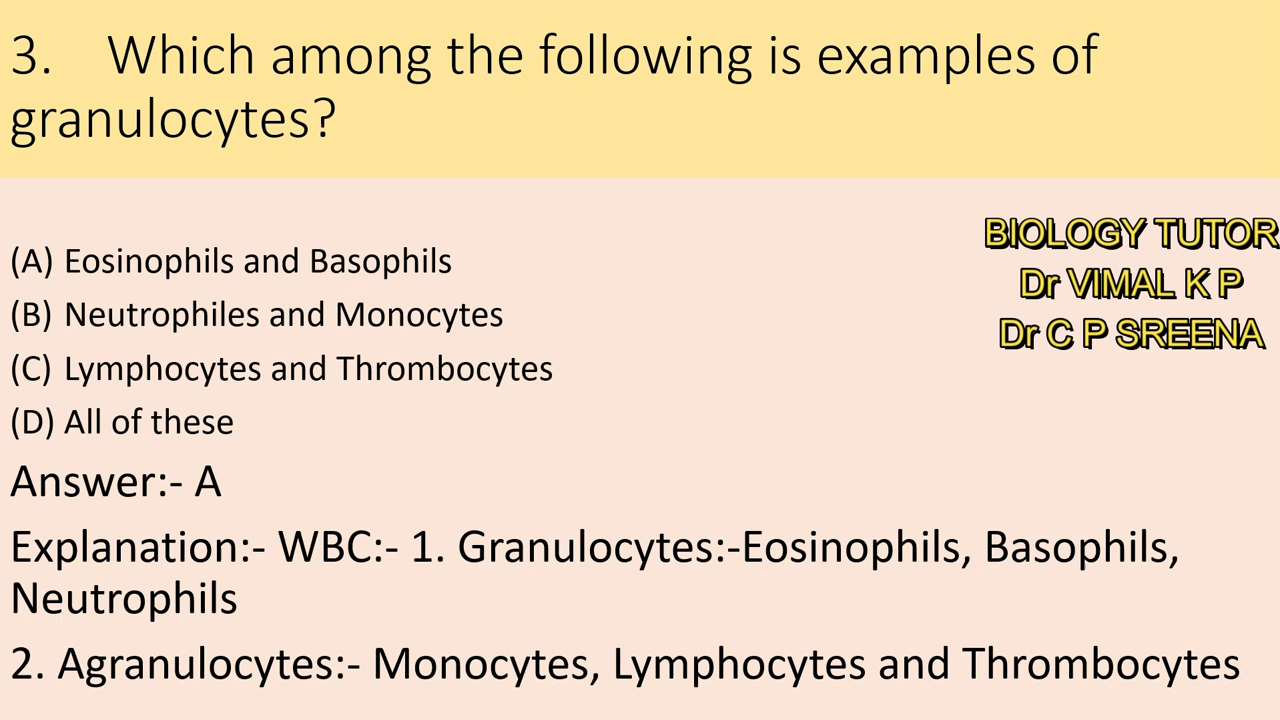 3. Which among the following is examples of
granulocytes?
(A) Eosinophils and Basophils
(B) Neutrophiles and Monocytes
(C) Lymphocytes and Thrombocytes
(D) All of these
Answer:- A
Explanation:- WBC:- 1. Granulocytes:-Eosinophils, Basophils,
Neutrophils
2. Agranulocytes:- Monocytes, Lymphocytes and Thrombocytes
BIOLOGY TUTOR
Dr VIMAL K P
Dr C P SREENA